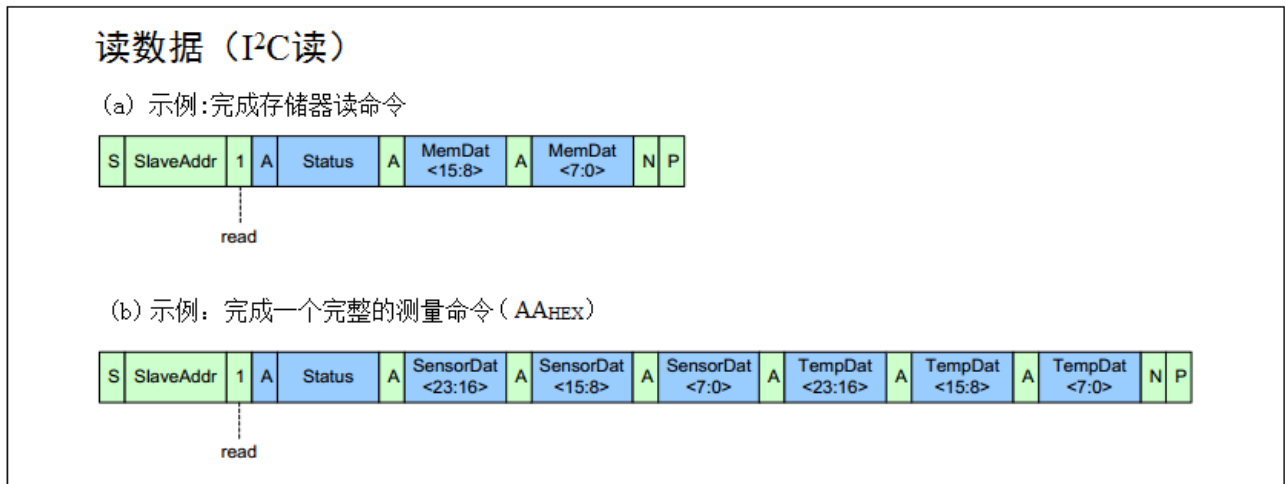 读数据（I²C读）
(a) 示例:完成存储器读命令
S SlaveAddr 1 A Status A MemDat <15:8> A MemDat <7:0> N P
read
(b) 示例：完成一个完整的测量命令( AAHEX)
S SlaveAddr 1 A Status A SensorDat <23:16> A SensorDat <15:8> A SensorDat <7:0> A TempDat <23:16> A TempDat <15:8> A TempDat <7:0> N P
read